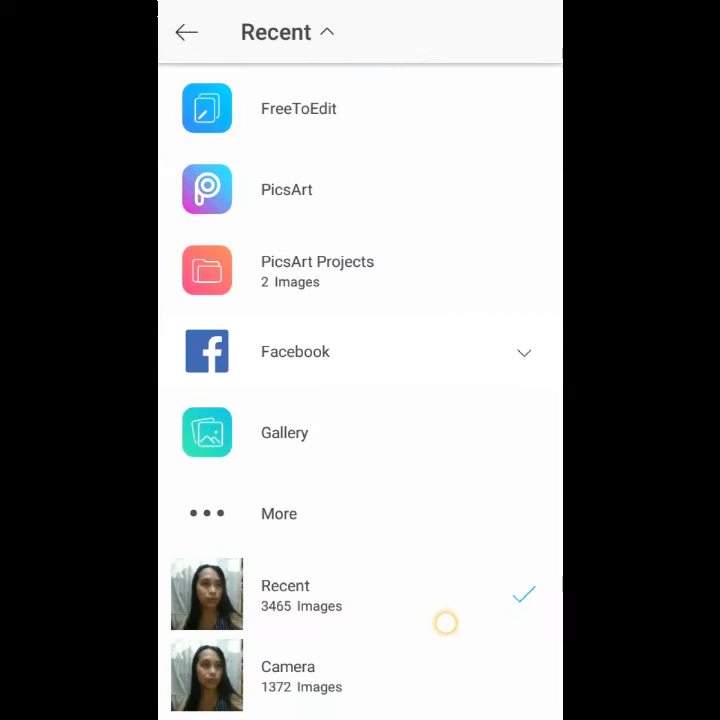 Recent
FreeToEdit
PicsArt
PicsArt Projects
2 Images
Facebook
Gallery
More
Recent
3465 Images
Camera
1372 Images